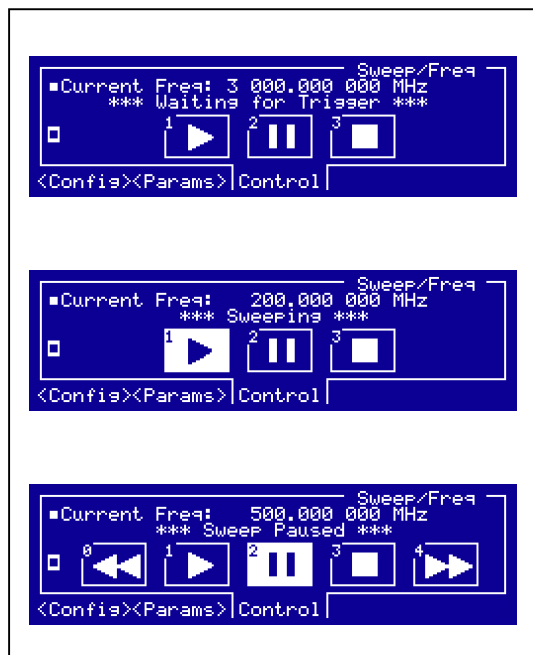 Sweep/Freq
Current Freq: 3 000.000 000 MHz
*** Waiting for Trigger ***
1 2 3
<Config><Params> Control
Sweep/Freq
Current Freq: 200.000 000 MHz
*** Sweeping ***
1 2 3
<Config><Params> Control
Sweep/Freq
Current Freq: 500.000 000 MHz
*** Sweep Paused ***
0 1 2 3 4
<Config><Params> Control